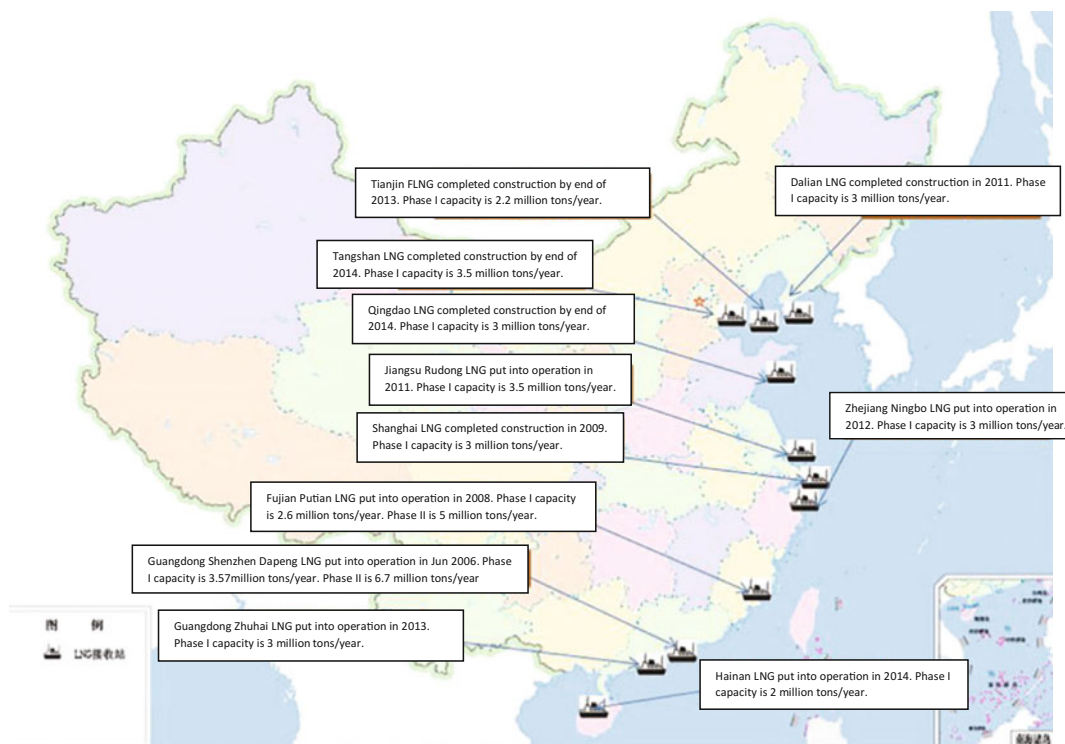 Tianjin FLNG completed construction by end of
2013. Phase I capacity is 2.2 million tons/year.
Dalian LNG completed construction in 2011. Phase
I capacity is 3 million tons/year.
Tangshan LNG completed construction by end of
2014. Phase I capacity is 3.5 million tons/year.
Qingdao LNG completed construction by end of
2014. Phase I capacity is 3 million tons/year.
Jiangsu Rudong LNG put into operation in
2011. Phase I capacity is 3.5 million tons/year.
Zhejiang Ningbo LNG put into operation in
2012. Phase I capacity is 3 million tons/year.
Shanghai LNG completed construction in 2009.
Phase I capacity is 3 million tons/year.
Fujian Putian LNG put into operation in 2008. Phase I capacity
is 2.6 million tons/year. Phase II is 5 million tons/year.
Guangdong Shenzhen Dapeng LNG put into operation in Jun 2006. Phase
I capacity is 3.57million tons/year. Phase II is 6.7 million tons/year
Guangdong Zhuhai LNG put into operation in 2013.
Phase I capacity is 3 million tons/year.
Hainan LNG put into operation in 2014. Phase I
capacity is 2 million tons/year.
图 例
LNG接收站
南海诸岛